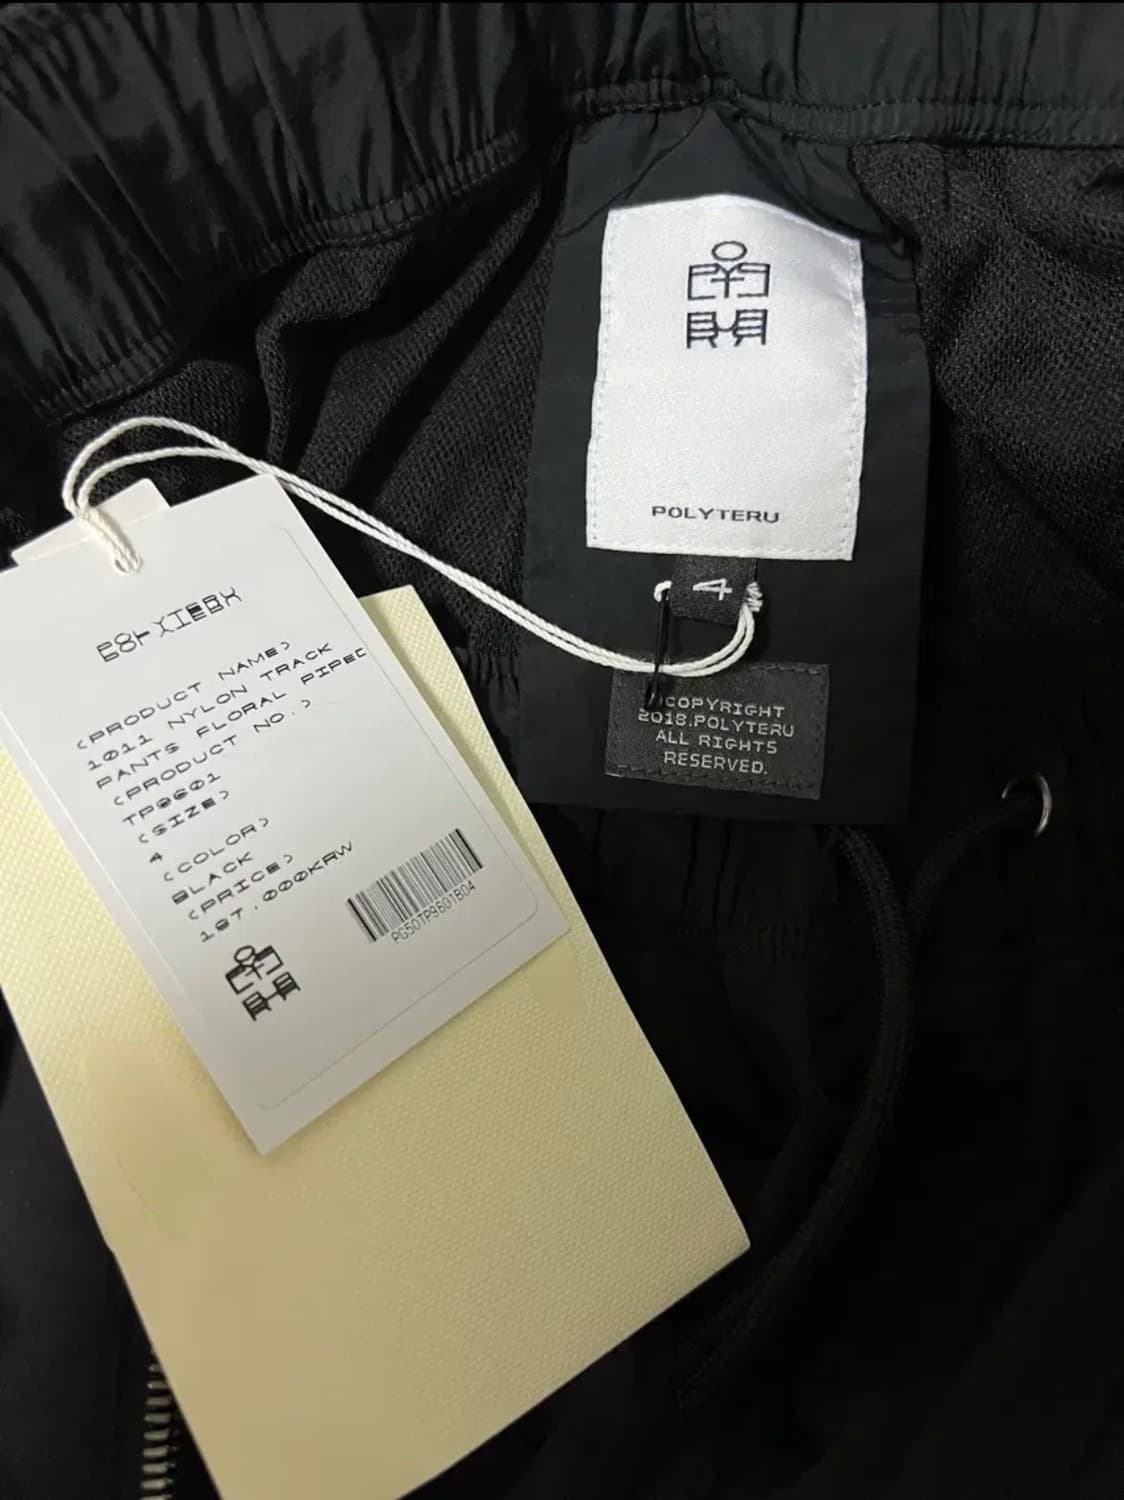 <PRODUCT NAME>
1011 NYLON TRACK
PANTS FLORAL PIPED
<PRODUCT NO.>
TP9601
<SIZE>
4
<COLOR>
BLACK
<PRICE>
197.000KRW
PG50TP9601B04
POLYTERU
4
©COPYRIGHT
2018.POLYTERU
ALL RIGHTS
RESERVED.